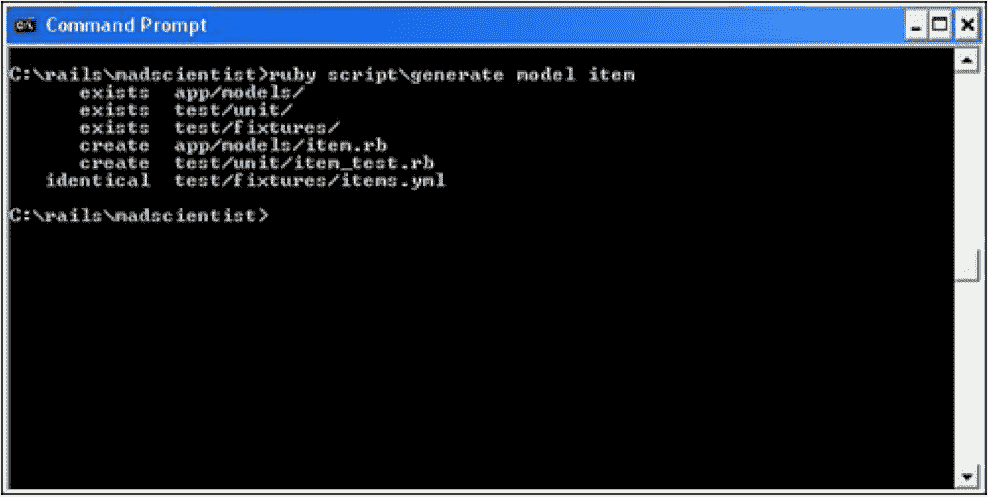 Command Prompt
C:\rails\madscientist>ruby script\generate model item
exists app/models/
exists test/unit/
exists test/fixtures/
create app/models/item.rb
create test/unit/item_test.rb
identical test/fixtures/items.yml
C:\rails\madscientist>